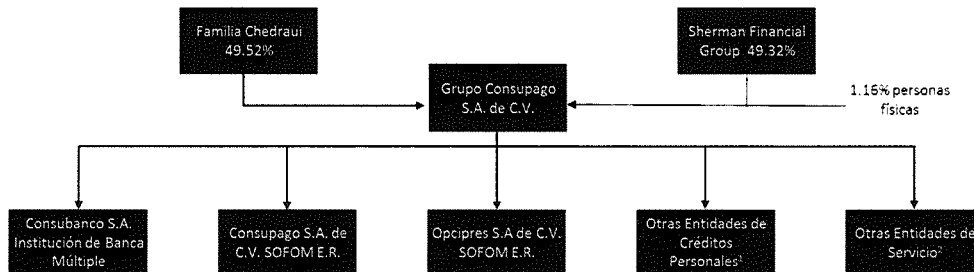 Familia Chedraui
49.52%
Sherman Financial
Group 49.32%
Grupo Consupago
S.A. de C.V.
1.16% personas
físicas
Consubanco S.A.
Institución de Banca
Múltiple
Consupago S.A. de
C.V. SOFOM E.R.
Opcipres S.A de C.V.
SOFOM E.R.
Otras Entidades de
Créditos
Personales¹
Otras Entidades de
Servicio²